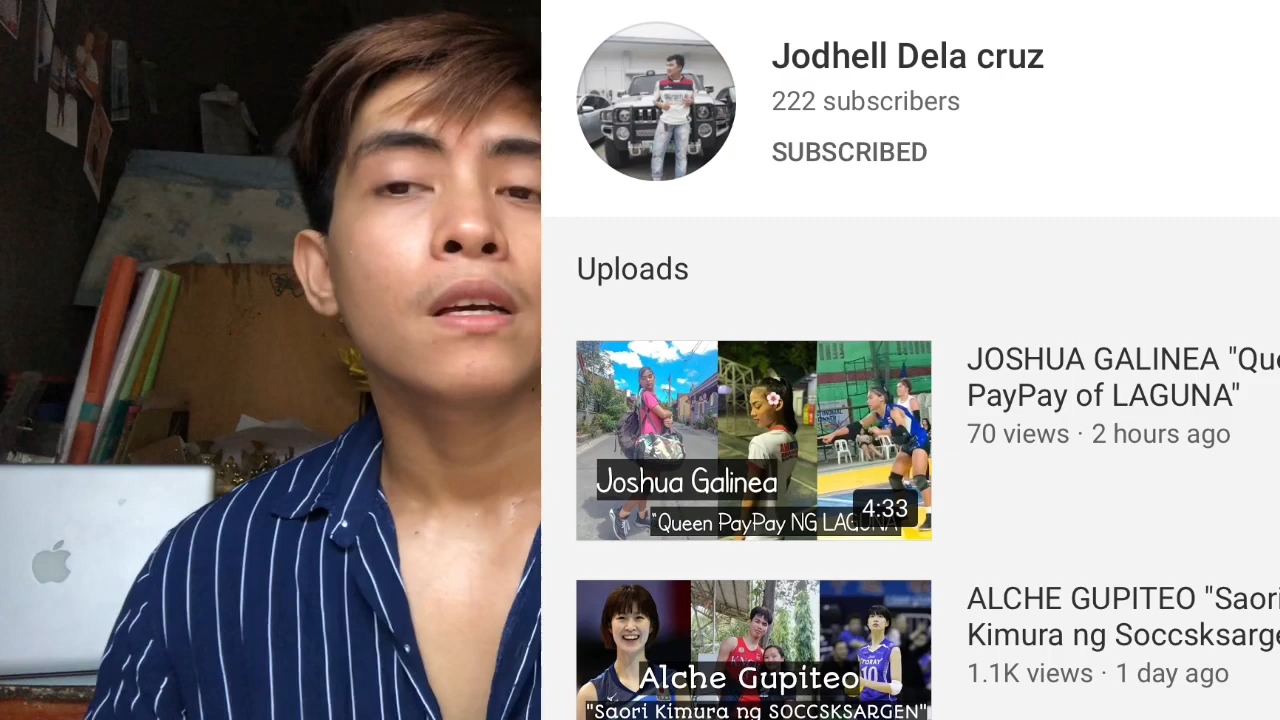 Jodhell Dela cruz
222 subscribers
SUBSCRIBED
Uploads
JOSHUA GALINEA "Que
PayPay of LAGUNA"
70 views · 2 hours ago
Joshua Galinea
4:33
"Queen PayPay NG LAGUNA"
ALCHE GUPITEO "Saori
Kimura ng Soccsksarge
1.1K views · 1 day ago
Alche Gupiteo
"Saori Kimura ng SOCCSKSARGEN"